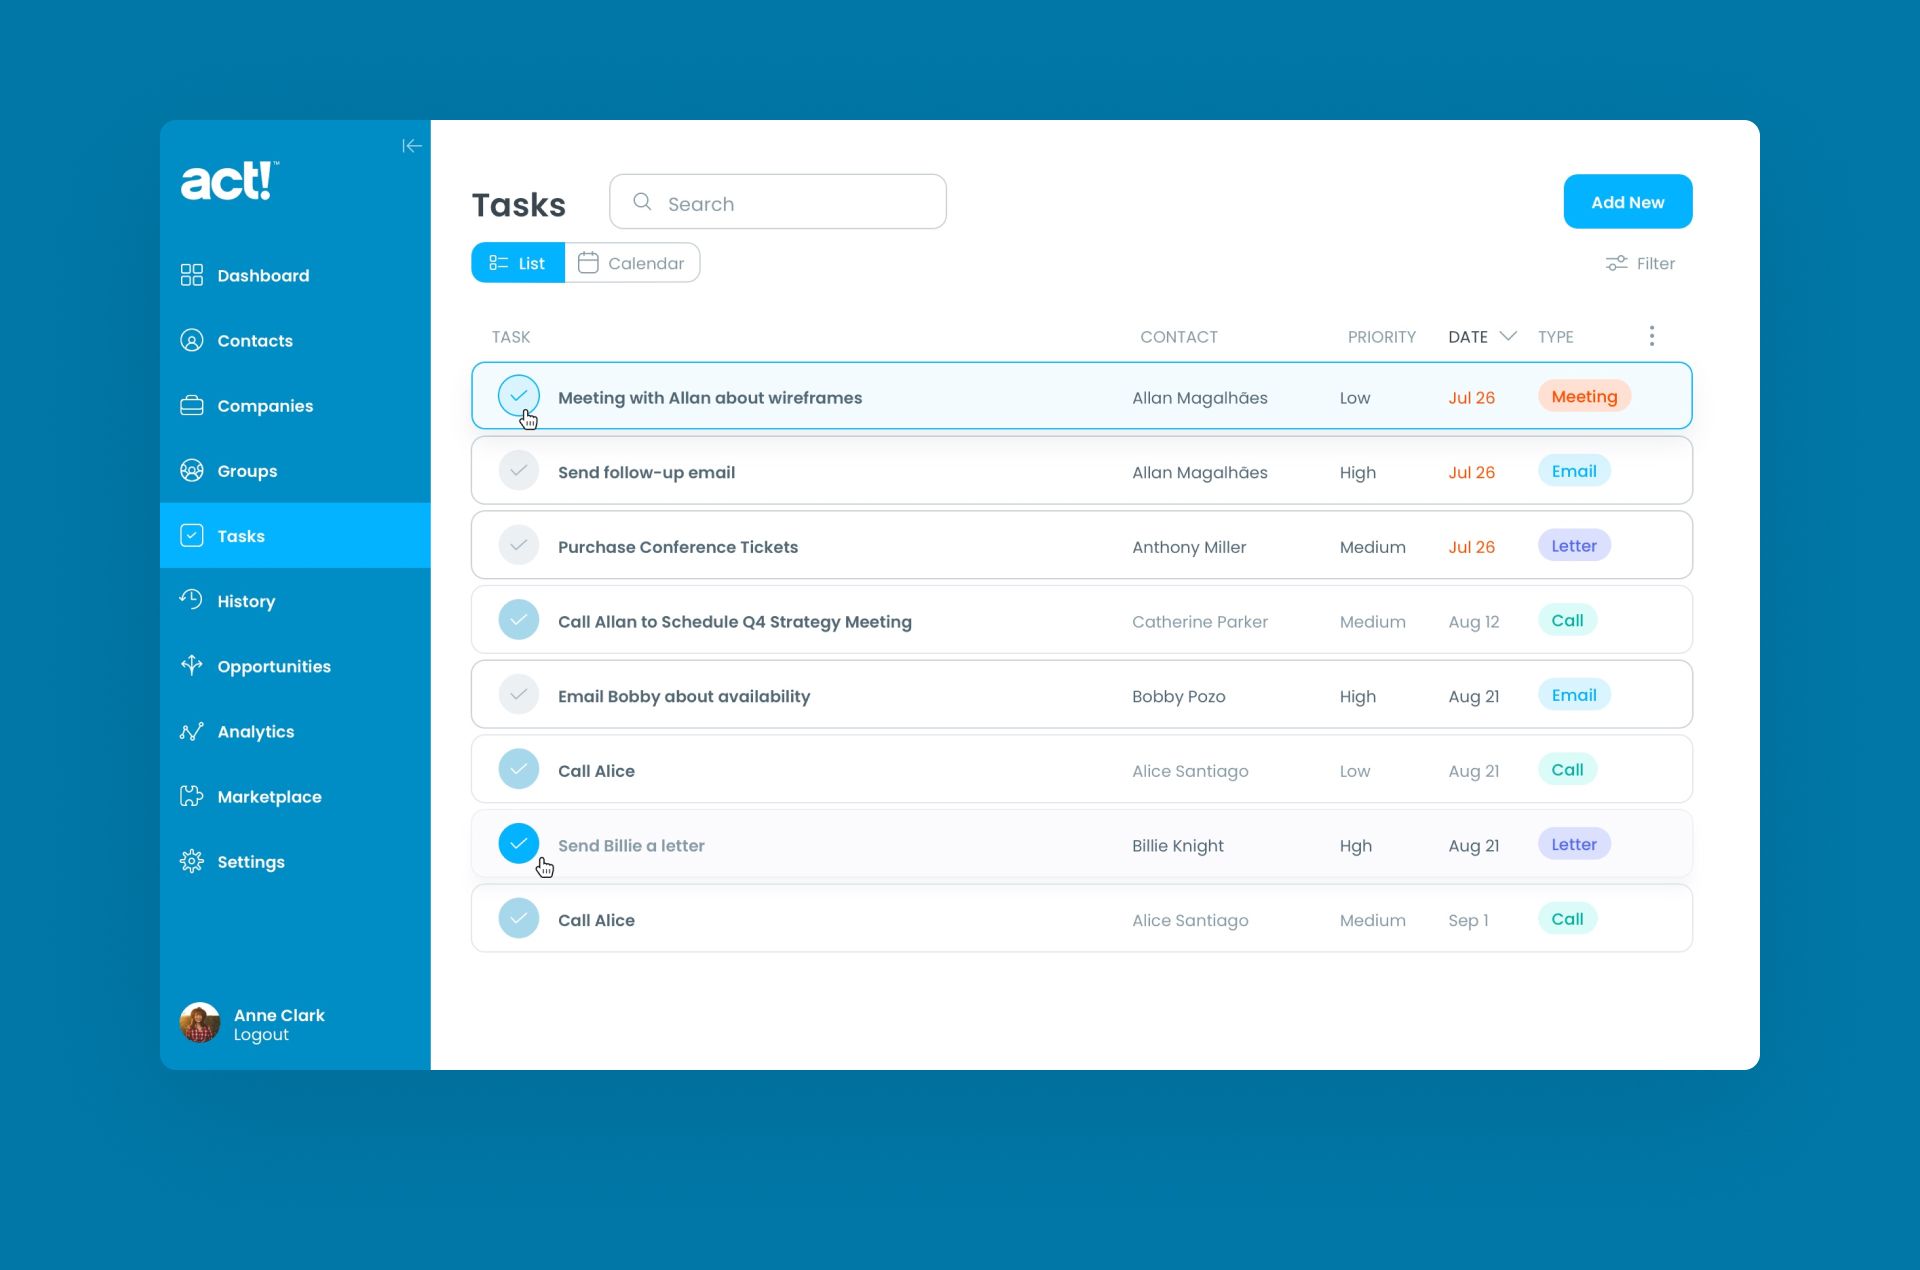 act!™
Dashboard
Contacts
Companies
Groups
Tasks
History
Opportunities
Analytics
Marketplace
Settings
Anne Clark
Logout
Tasks
Search
Add New
List
Calendar
Filter
TASK CONTACT PRIORITY DATE TYPE
Meeting with Allan about wireframes Allan Magalhães Low Jul 26 Meeting
Send follow-up email Allan Magalhães High Jul 26 Email
Purchase Conference Tickets Anthony Miller Medium Jul 26 Letter
Call Allan to Schedule Q4 Strategy Meeting Catherine Parker Medium Aug 12 Call
Email Bobby about availability Bobby Pozo High Aug 21 Email
Call Alice Alice Santiago Low Aug 21 Call
Send Billie a letter Billie Knight Hgh Aug 21 Letter
Call Alice Alice Santiago Medium Sep 1 Call